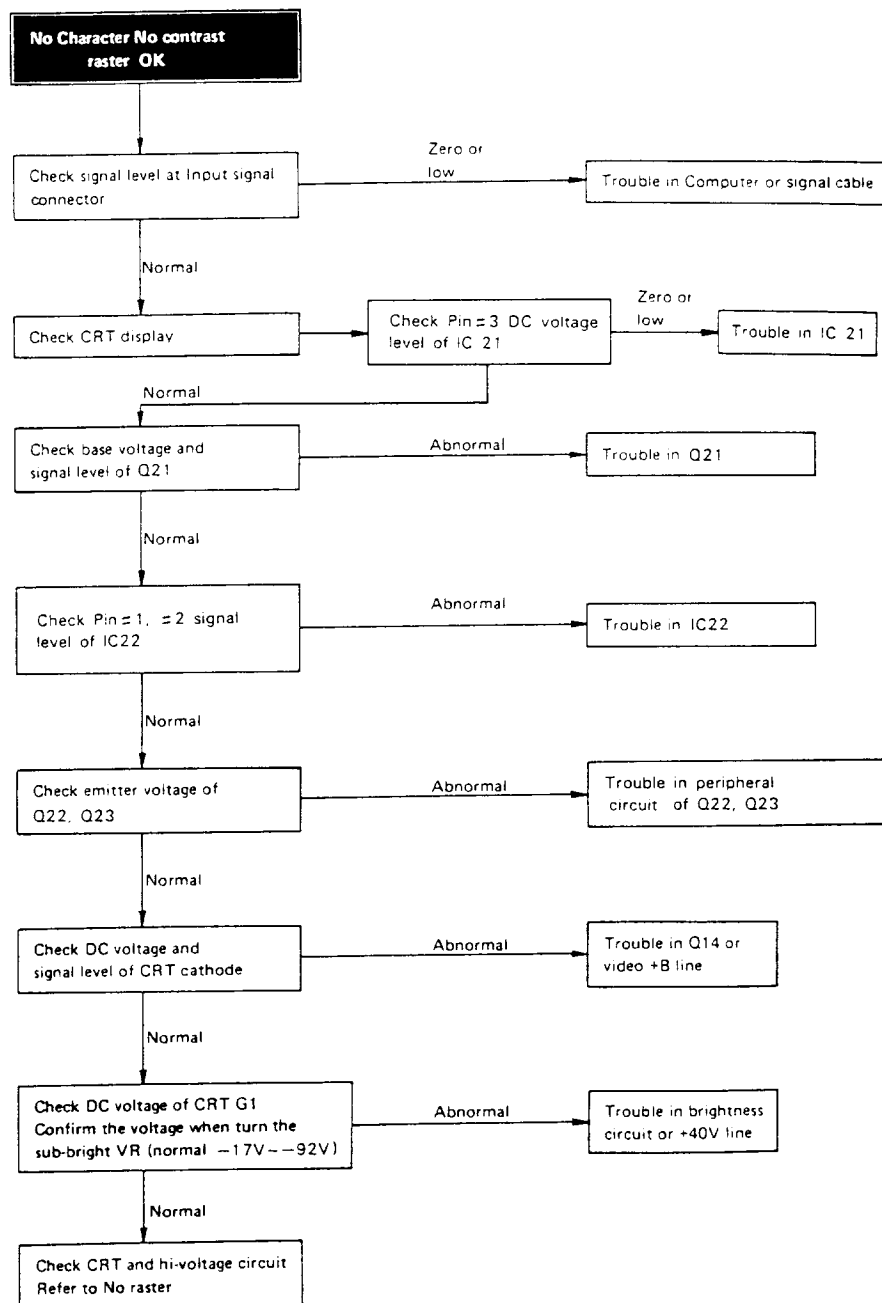 No Character No contrast
raster OK
Check signal level at Input signal
connector
Zero or
low
Trouble in Computer or signal cable
Normal
Check CRT display
Check Pin=3 DC voltage
level of IC 21
Zero or
low
Trouble in IC 21
Normal
Check base voltage and
signal level of Q21
Abnormal
Trouble in Q21
Normal
Check Pin=1, =2 signal
level of IC22
Abnormal
Trouble in IC22
Normal
Check emitter voltage of
Q22, Q23
Abnormal
Trouble in peripheral
circuit of Q22, Q23
Normal
Check DC voltage and
signal level of CRT cathode
Abnormal
Trouble in Q14 or
video +B line
Normal
Check DC voltage of CRT G1
Confirm the voltage when turn the
sub-bright VR (normal −17V−−92V)
Abnormal
Trouble in brightness
circuit or +40V line
Normal
Check CRT and hi-voltage circuit
Refer to No raster